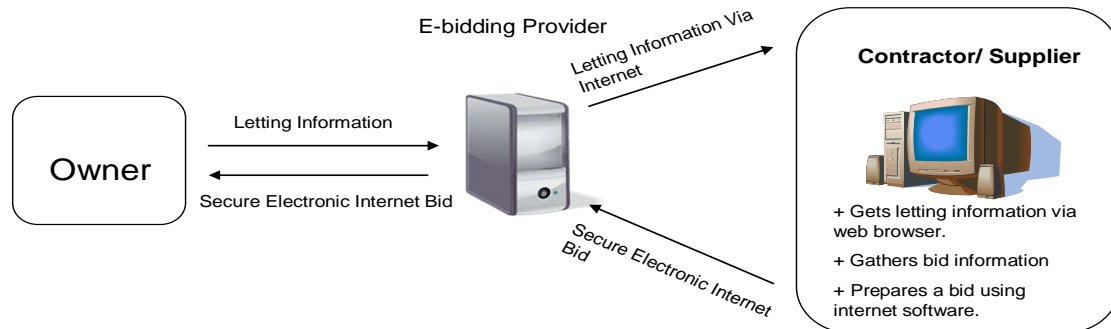 E-bidding Provider
Owner
Letting Information
Secure Electronic Internet Bid
Letting Information Via
Internet
Secure Electronic Internet
Bid
Contractor/ Supplier
+ Gets letting information via
web browser.
+ Gathers bid information
+ Prepares a bid using
internet software.